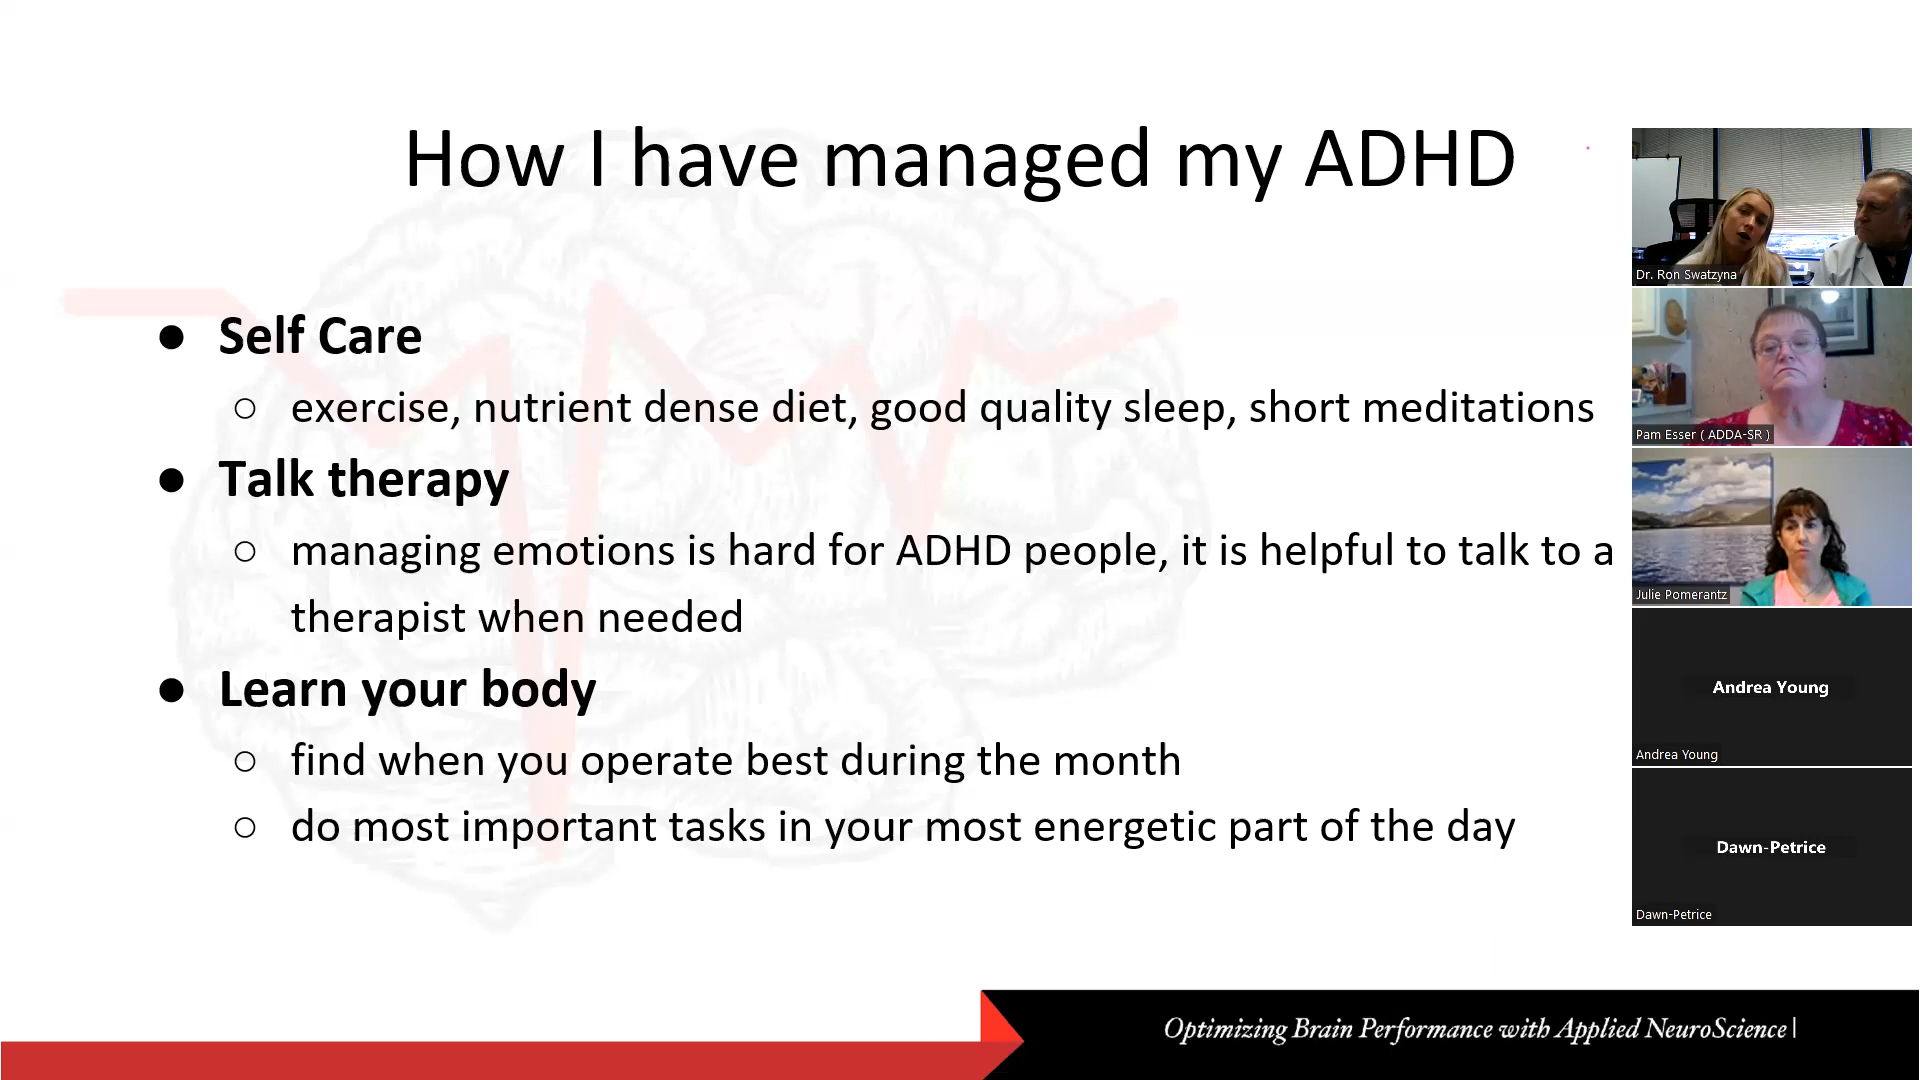 How I have managed my ADHD
● Self Care
○ exercise, nutrient dense diet, good quality sleep, short meditations
● Talk therapy
○ managing emotions is hard for ADHD people, it is helpful to talk to a
therapist when needed
● Learn your body
○ find when you operate best during the month
○ do most important tasks in your most energetic part of the day
Dr. Ron Swatzyna
Pam Esser ( ADDA-SR )
Julie Pomerantz
Andrea Young
Andrea Young
Dawn-Petrice
Dawn-Petrice
Optimizing Brain Performance with Applied NeuroScience |